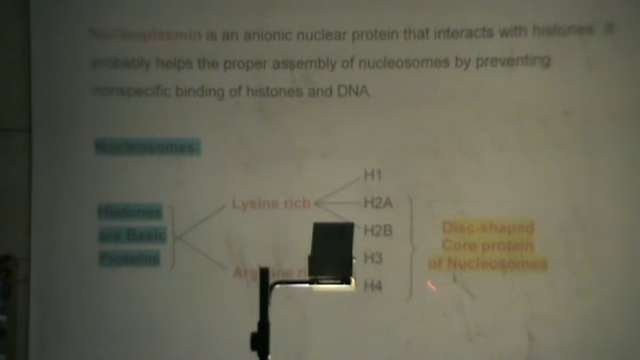 Nucleoplasmin is an anionic nuclear protein that interacts with histones. It
probably helps the proper assembly of nucleosomes by preventing
nonspecific binding of histones and DNA
Nucleosomes:
Histones
are Basic
Proteins
Lysine rich
H1
H2A
H2B
H3
H4
Disc-shaped
Core protein
of Nucleosomes